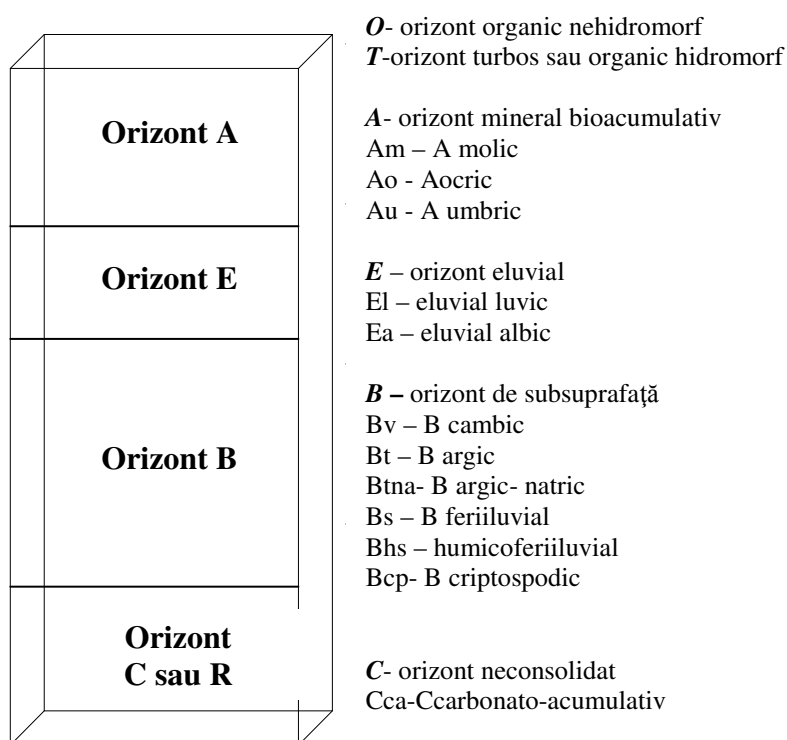 O- orizont organic nehidromorf
T-orizont turbos sau organic hidromorf
Orizont A
A- orizont mineral bioacumulativ
Am – A molic
Ao - Aocric
Au - A umbric
Orizont E
E – orizont eluvial
El – eluvial luvic
Ea – eluvial albic
Orizont B
B – orizont de subsuprafaţă
Bv – B cambic
Bt – B argic
Btna- B argic- natric
Bs – B feriiluvial
Bhs – humicoferiiluvial
Bcp- B criptospodic
Orizont
C sau R
C- orizont neconsolidat
Cca-Ccarbonato-acumulativ